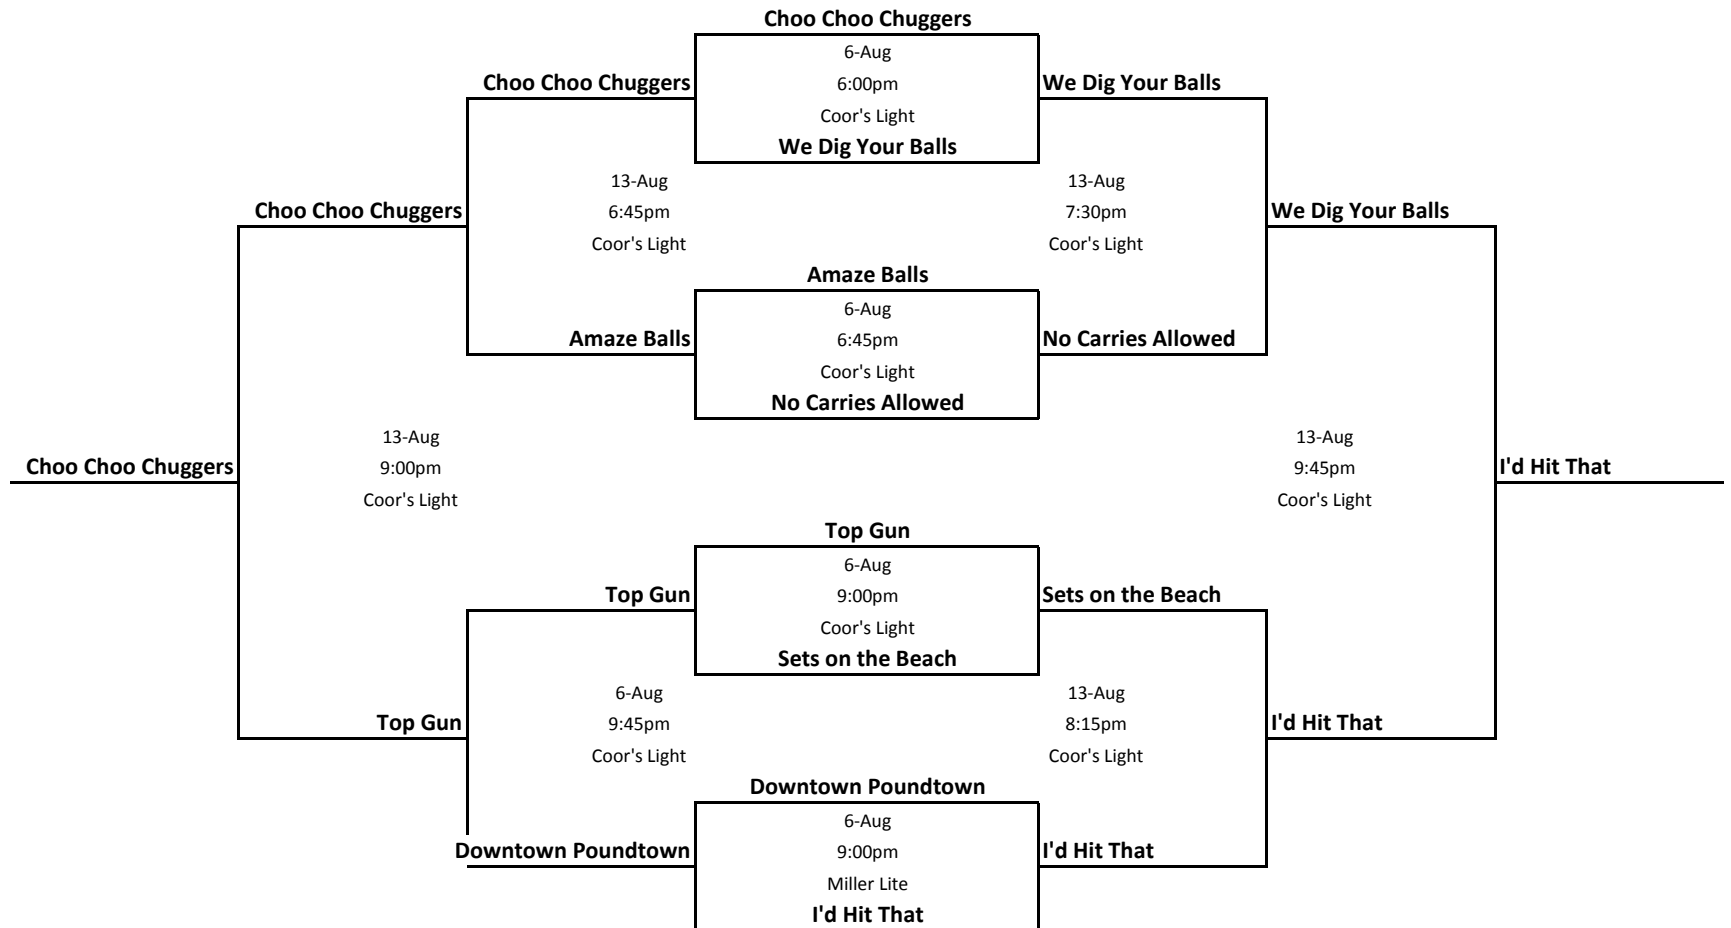 Choo Choo Chuggers
6-Aug
Choo Choo Chuggers 6:00pm We Dig Your Balls
Coor's Light
We Dig Your Balls
13-Aug 13-Aug
Choo Choo Chuggers 6:45pm 7:30pm We Dig Your Balls
Coor's Light Coor's Light
Amaze Balls
6-Aug
Amaze Balls 6:45pm No Carries Allowed
Coor's Light
No Carries Allowed
13-Aug 13-Aug
Choo Choo Chuggers 9:00pm 9:45pm I'd Hit That
Coor's Light Coor's Light
Top Gun
6-Aug
Top Gun 9:00pm Sets on the Beach
Coor's Light
Sets on the Beach
6-Aug 13-Aug
Top Gun 9:45pm 8:15pm I'd Hit That
Coor's Light Coor's Light
Downtown Poundtown
6-Aug
Downtown Poundtown 9:00pm I'd Hit That
Miller Lite
I'd Hit That